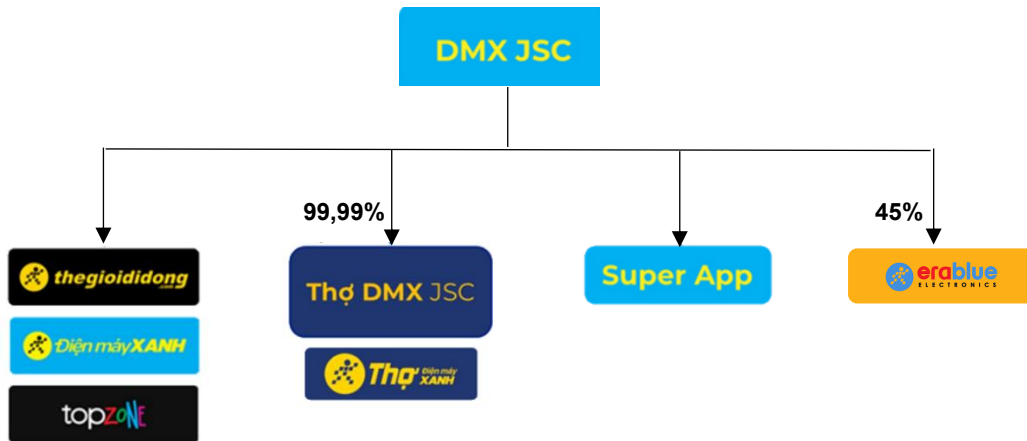 DMX JSC
99,99%
45%
thegioididong
.com
Thợ DMX JSC
Super App
erablue
ELECTRONICS
Điện máy XANH
Thợ Điện máy
XANH
topzone